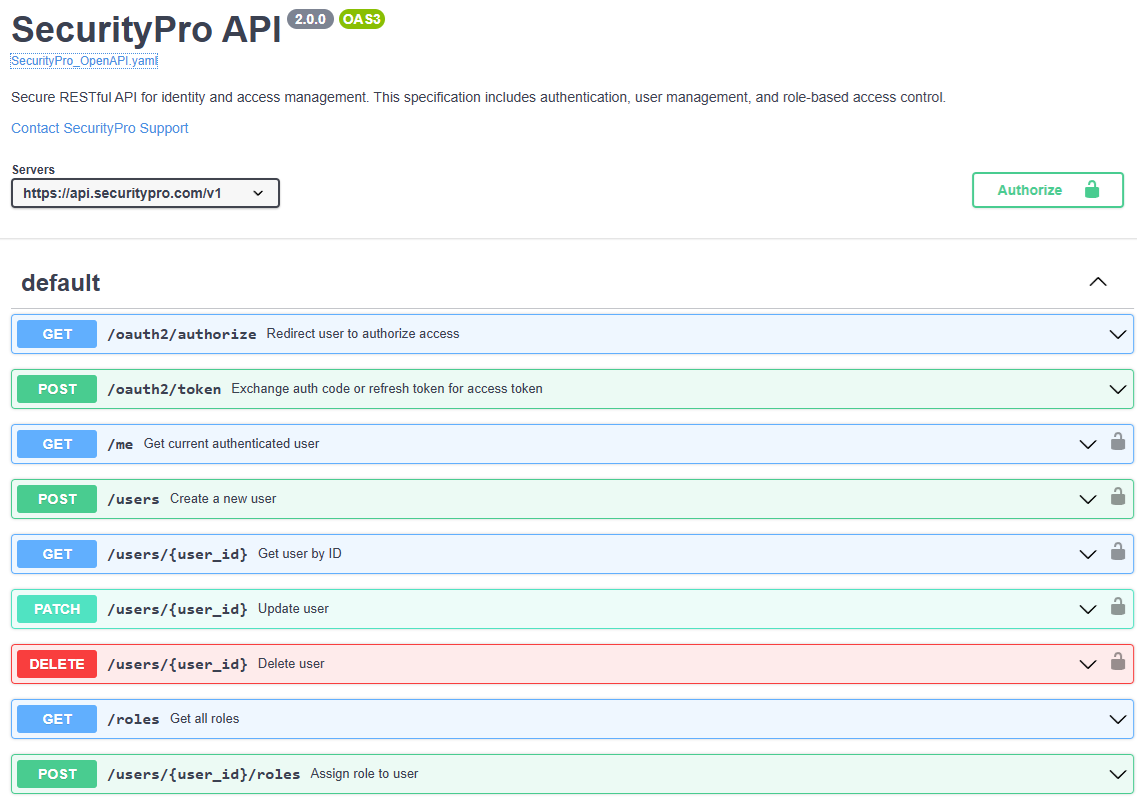 SecurityPro API 2.0.0 OAS3
SecurityPro_OpenAPI.yaml
Secure RESTful API for identity and access management. This specification includes authentication, user management, and role-based access control.
Contact SecurityPro Support
Servers
https://api.securitypro.com/v1
Authorize
default
GET /oauth2/authorize Redirect user to authorize access
POST /oauth2/token Exchange auth code or refresh token for access token
GET /me Get current authenticated user
POST /users Create a new user
GET /users/{user_id} Get user by ID
PATCH /users/{user_id} Update user
DELETE /users/{user_id} Delete user
GET /roles Get all roles
POST /users/{user_id}/roles Assign role to user